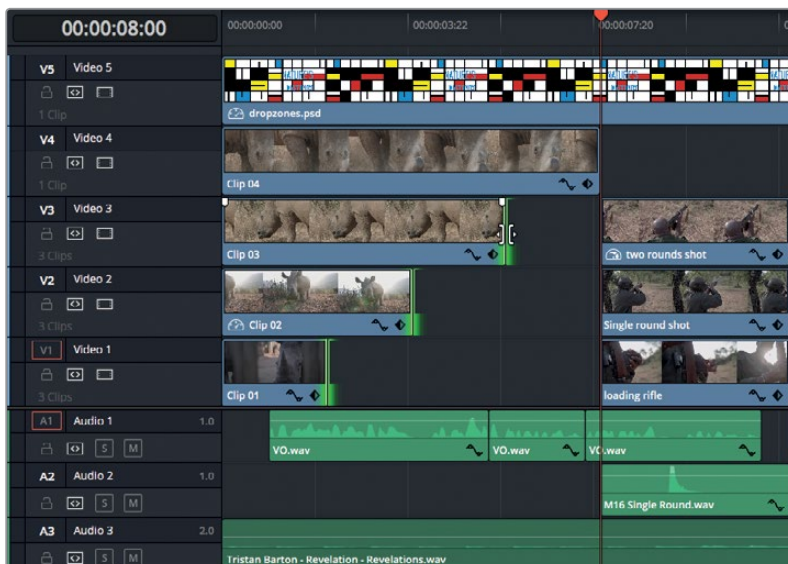 00:00:08:00
00:00:00:00
00:00:03:22
00:00:07:20
V5 Video 5
1 Clip
dropzones.psd
V4 Video 4
1 Clip
Clip 04
V3 Video 3
3 Clips
Clip 03
two rounds shot
V2 Video 2
3 Clips
Clip 02
Single round shot
V1 Video 1
3 Clips
Clip 01
loading rifle
A1 Audio 1 1.0
S M
VO.wav
VO.wav
VO.wav
A2 Audio 2 1.0
S M
M16 Single Round.wav
A3 Audio 3 2.0
S M
Tristan Barton - Revelation - Revelations.wav